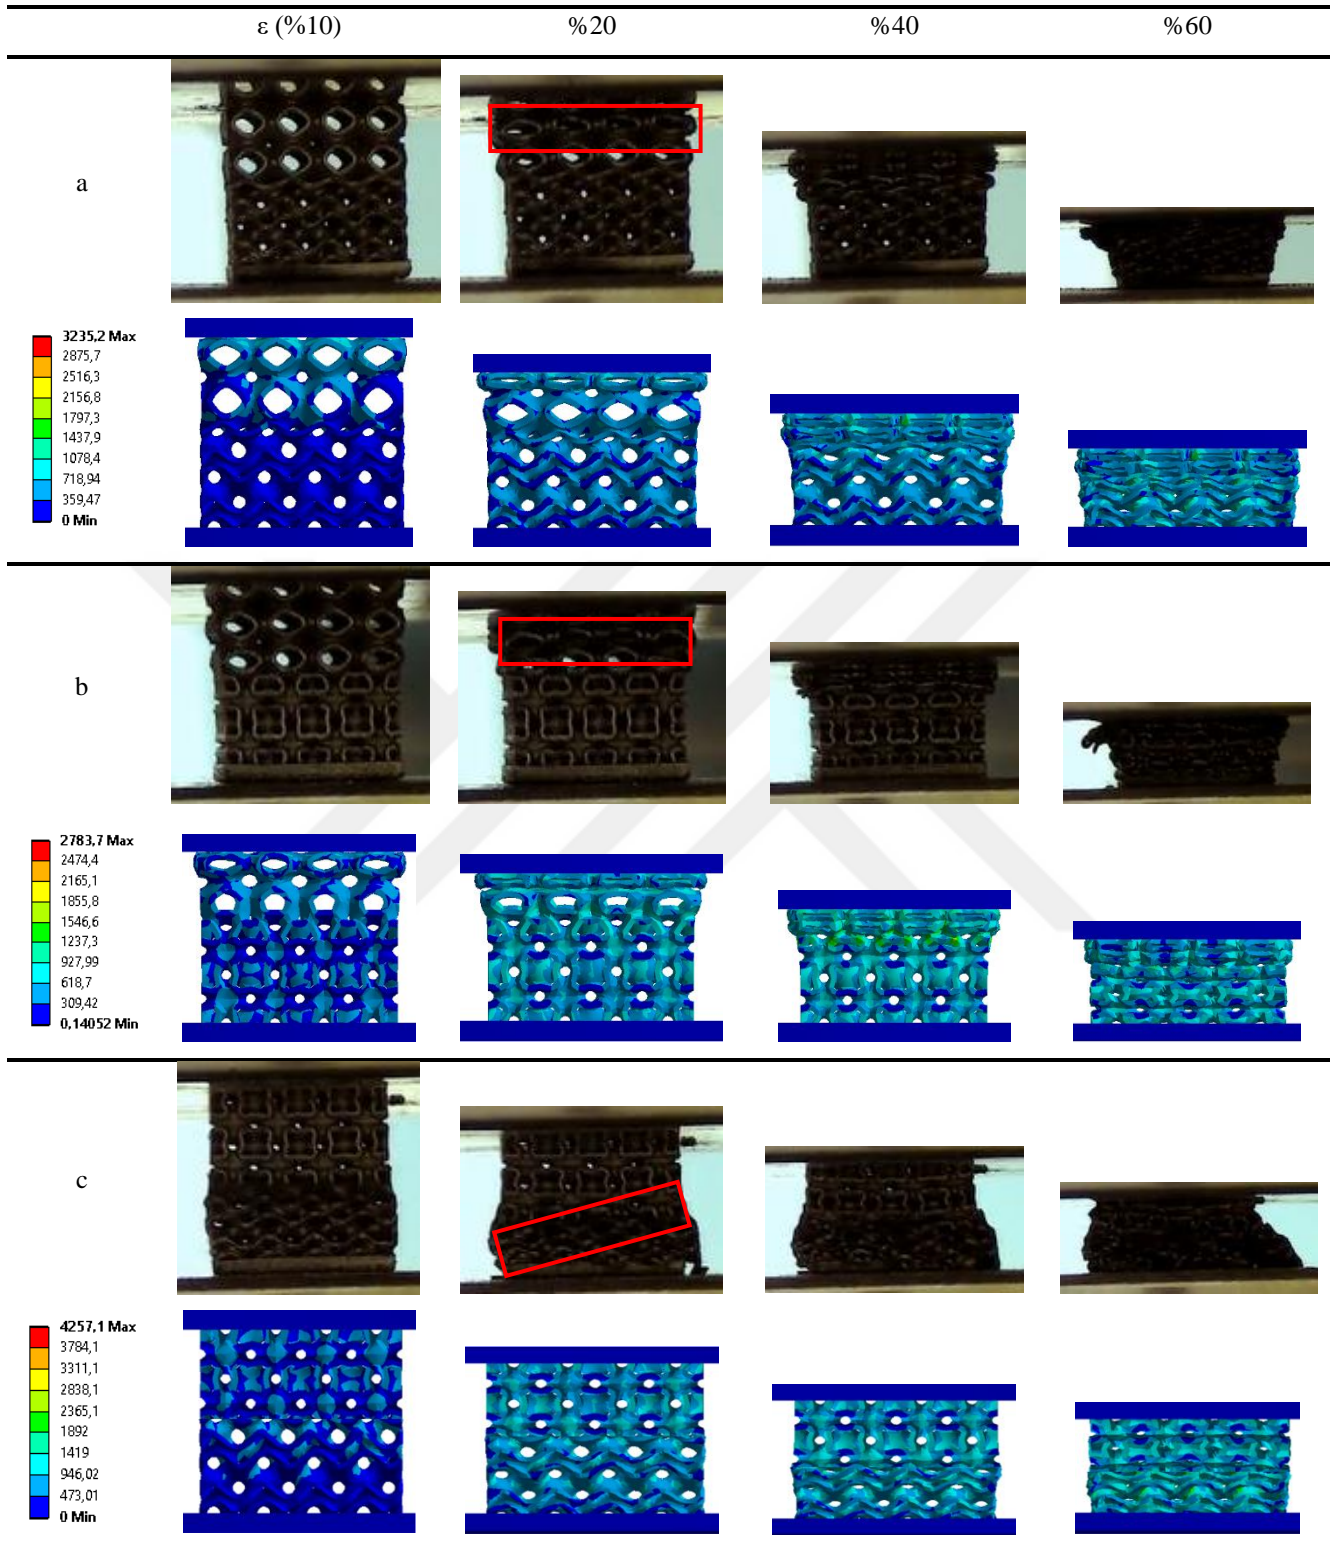 ε (%10) %20 %40 %60
a
3235,2 Max
2875,7
2516,3
2156,8
1797,3
1437,9
1078,4
718,94
359,47
0 Min
b
2783,7 Max
2474,4
2165,1
1855,8
1546,6
1237,3
927,99
618,7
309,42
0,14052 Min
c
4257,1 Max
3784,1
3311,1
2838,1
2365,1
1892
1419
946,02
473,01
0 Min